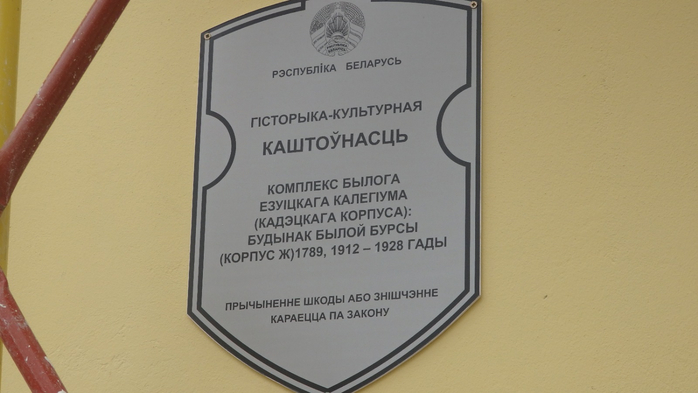 РЭСПУБЛІКА БЕЛАРУСЬ
ГІСТОРЫКА-КУЛЬТУРНАЯ
КАШТОЎНАСЦЬ
КОМПЛЕКС БЫЛОГА
ЕЗУІЦКАГА КАЛЕГІУМА
(КАДЭЦКАГА КОРПУСА):
БУДЫНАК БЫЛОЙ БУРСЫ
(КОРПУС Ж)1789, 1912 – 1928 ГАДЫ
ПРЫЧЫНЕННЕ ШКОДЫ АБО ЗНІШЧЭННЕ
КАРАЕЦЦА ПА ЗАКОНУ